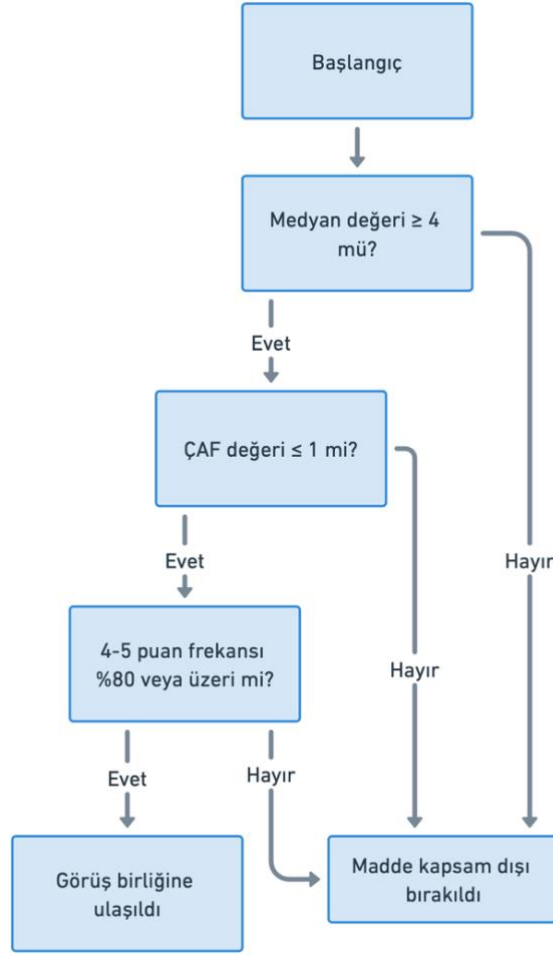 Başlangıç
Medyan değeri ≥ 4
mü?
Evet
ÇAF değeri ≤ 1 mi?
Evet
Hayır
4-5 puan frekansı
%80 veya üzeri mi?
Hayır
Evet
Hayır
Görüş birliğine
ulaşıldı
Madde kapsam dışı
bırakıldı